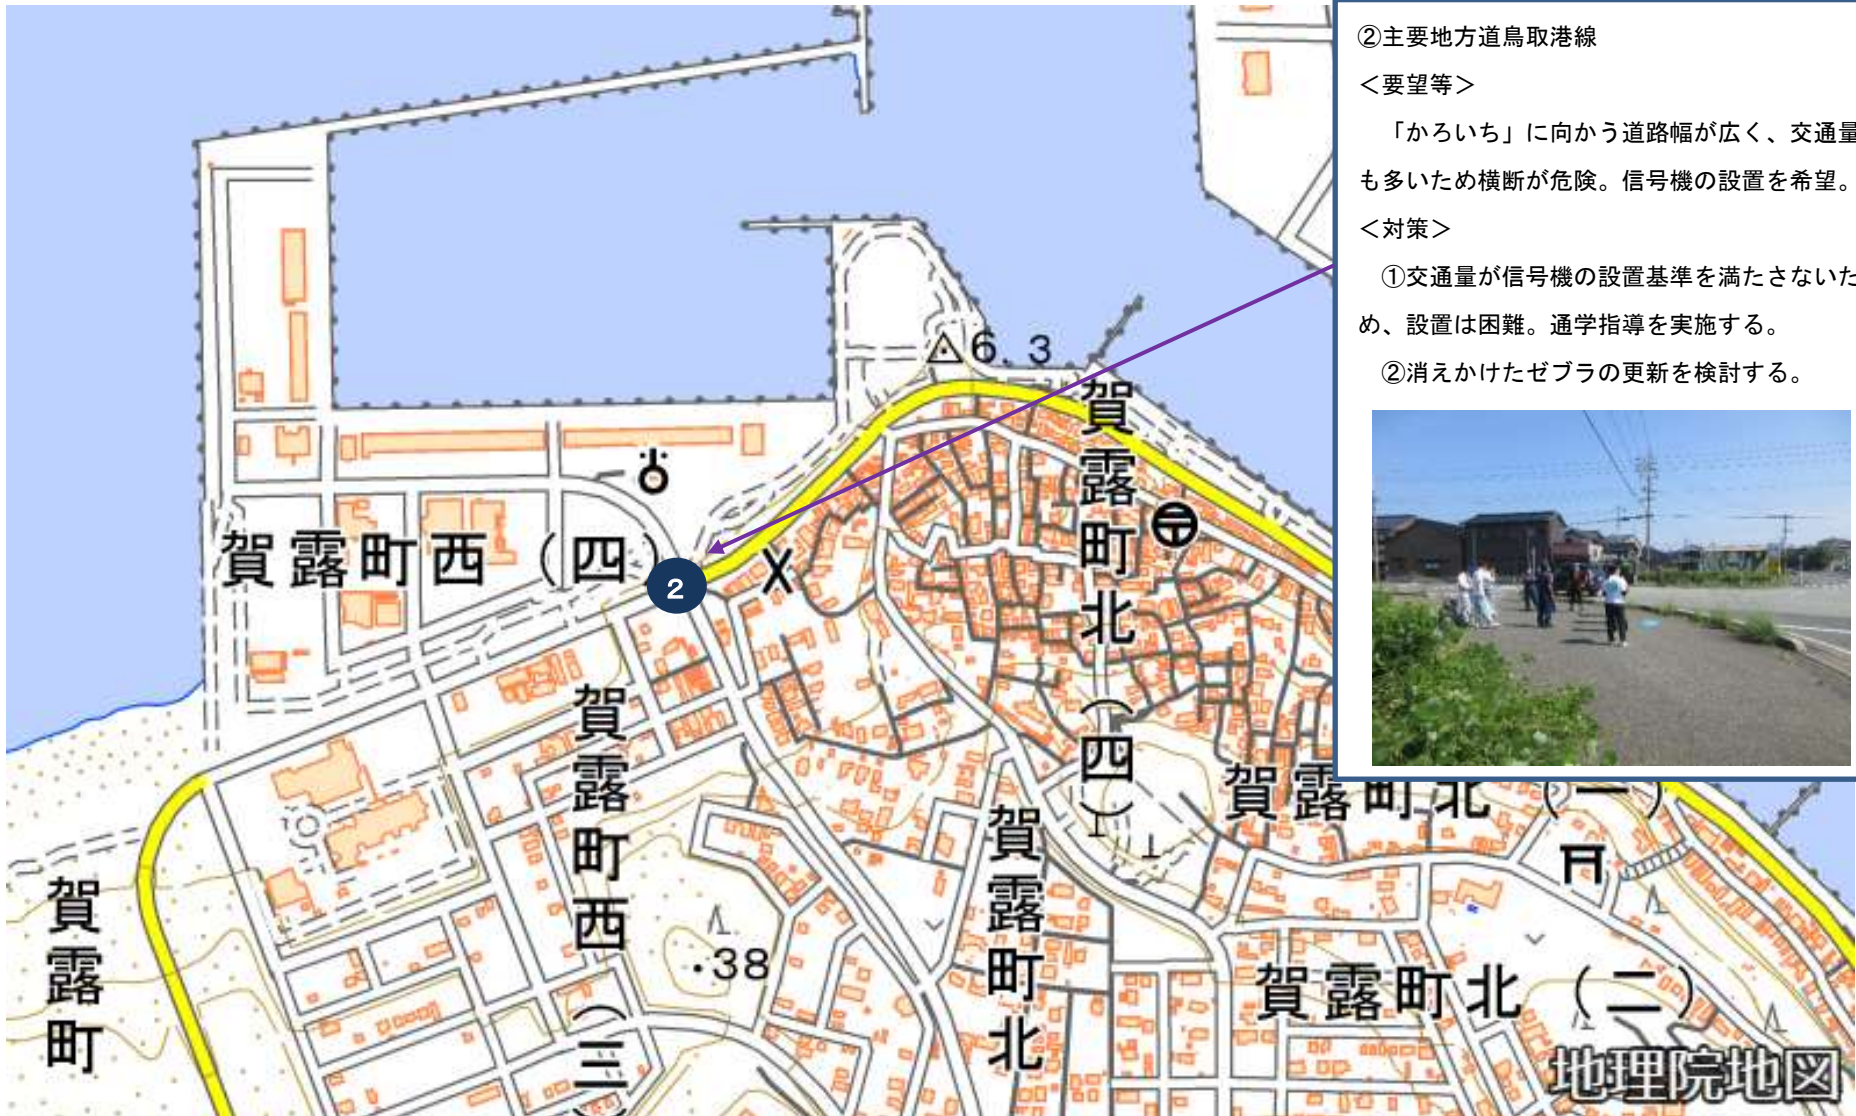 ②主要地方道鳥取港線
＜要望等＞
「かろいち」に向かう道路幅が広く、交通量
も多いため横断が危険。信号機の設置を希望。
＜対策＞
①交通量が信号機の設置基準を満たさないた
め、設置は困難。通学指導を実施する。
②消えかけたゼブラの更新を検討する。
6.3
賀露町北（四）
賀露町西（四）
2
賀露町西（三）
賀露町北（一）
賀露町北
賀露町
・38
賀露町北（二）
地理院地図